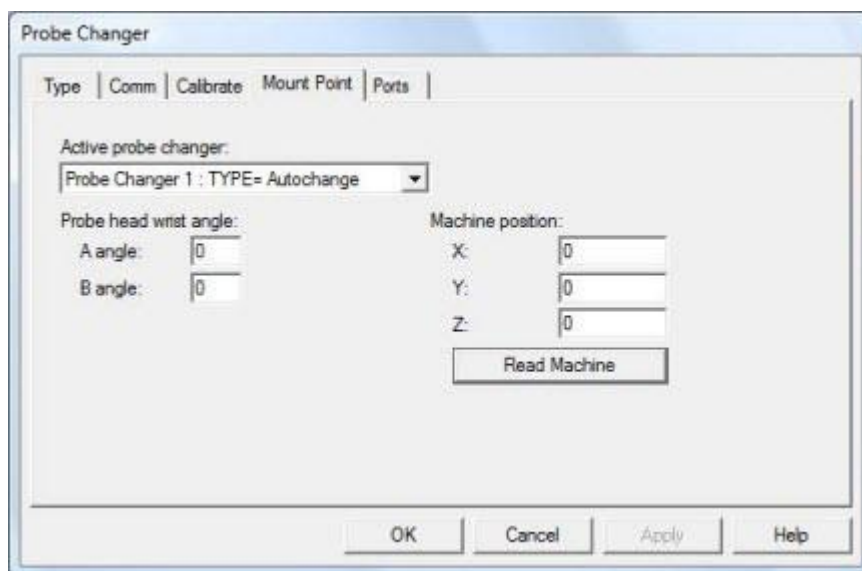 Probe Changer
Type Comm Calibrate Mount Point Ports
Active probe changer:
Probe Changer 1 : TYPE= Autochange
Probe head wrist angle: Machine position:
A angle: 0 X: 0
B angle: 0 Y: 0
Z: 0
Read Machine
OK Cancel Apply Help